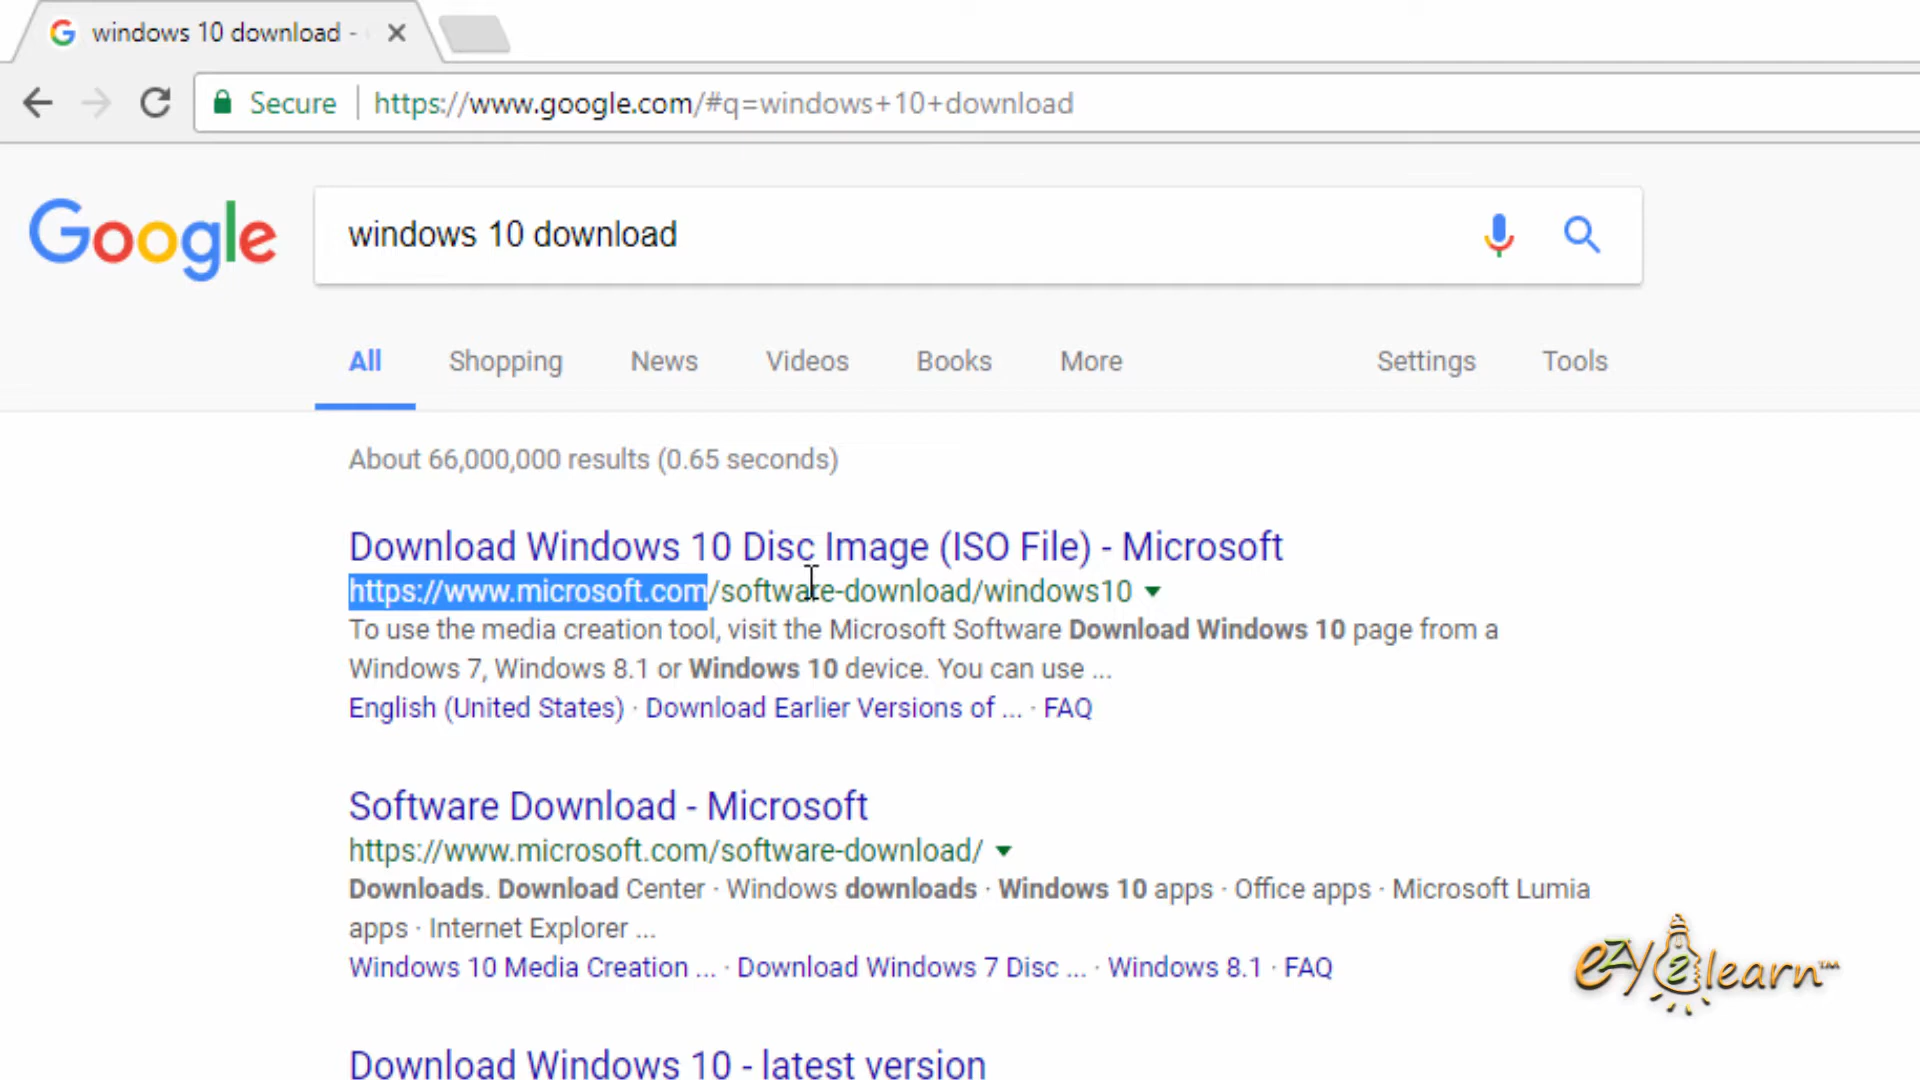 windows 10 download -
Secure https://www.google.com/#q=windows+10+download
Google windows 10 download
All Shopping News Videos Books More Settings Tools
About 66,000,000 results (0.65 seconds)
Download Windows 10 Disc Image (ISO File) - Microsoft
https://www.microsoft.com/software-download/windows10
To use the media creation tool, visit the Microsoft Software Download Windows 10 page from a
Windows 7, Windows 8.1 or Windows 10 device. You can use ...
English (United States) · Download Earlier Versions of ... · FAQ
Software Download - Microsoft
https://www.microsoft.com/software-download/
Downloads. Download Center · Windows downloads · Windows 10 apps · Office apps · Microsoft Lumia
apps · Internet Explorer ...
Windows 10 Media Creation ... · Download Windows 7 Disc ... · Windows 8.1 · FAQ
ezy2learn™
Download Windows 10 - latest version